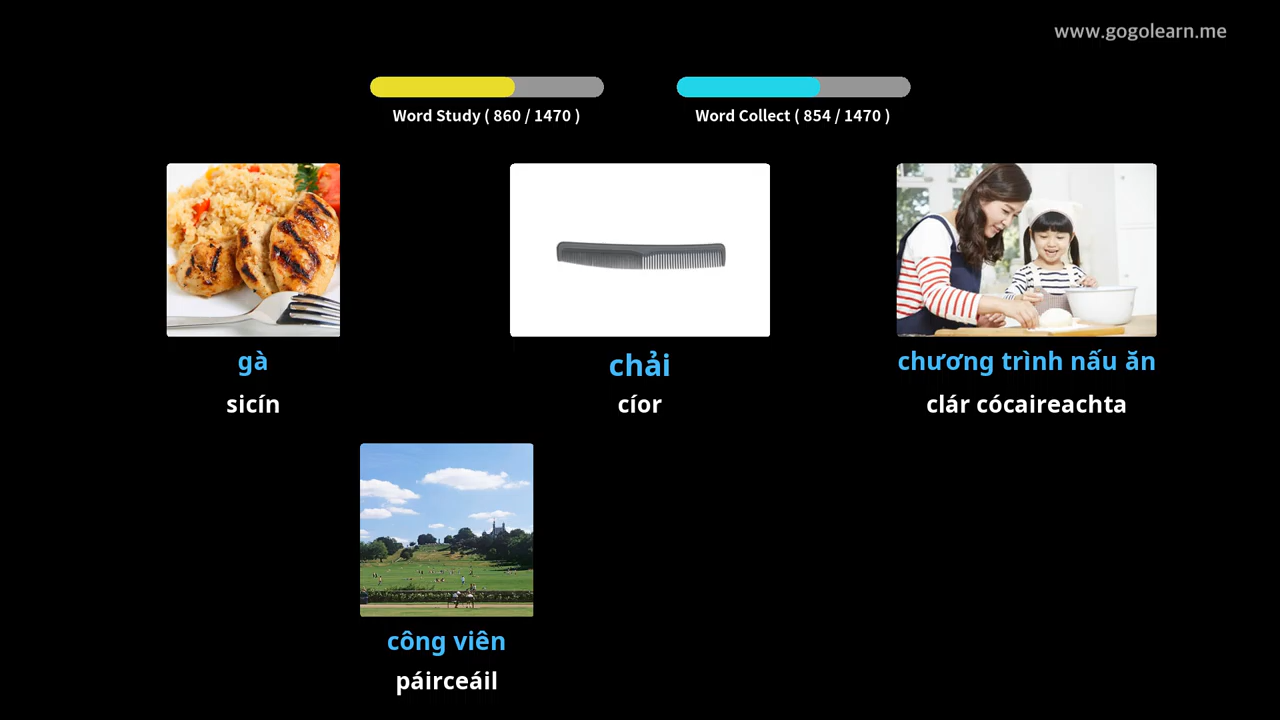 www.gogolearn.me
Word Study ( 860 / 1470 )
Word Collect ( 854 / 1470 )
gà
sicín
chải
cíor
chương trình nấu ăn
clár cócaireachta
công viên
páirceáil